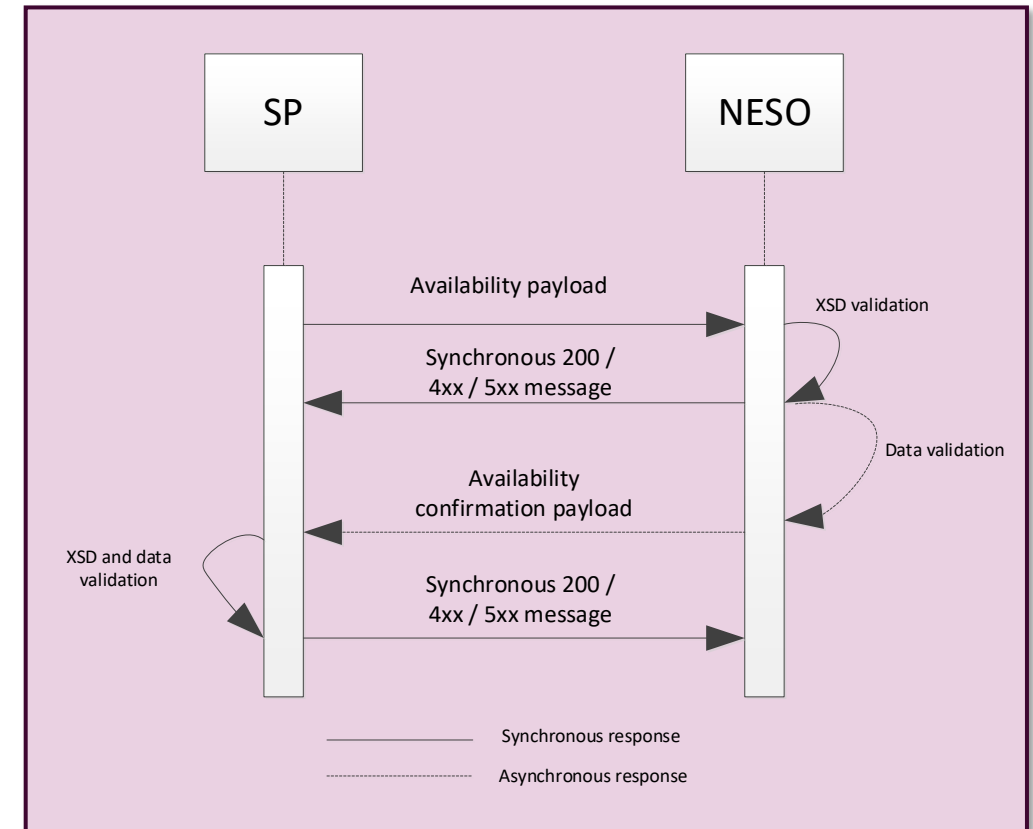 SP
NESO
Availability payload
XSD validation
Synchronous 200 /
4xx / 5xx message
Data validation
Availability
confirmation payload
XSD and data
validation
Synchronous 200 /
4xx / 5xx message
Synchronous response
Asynchronous response